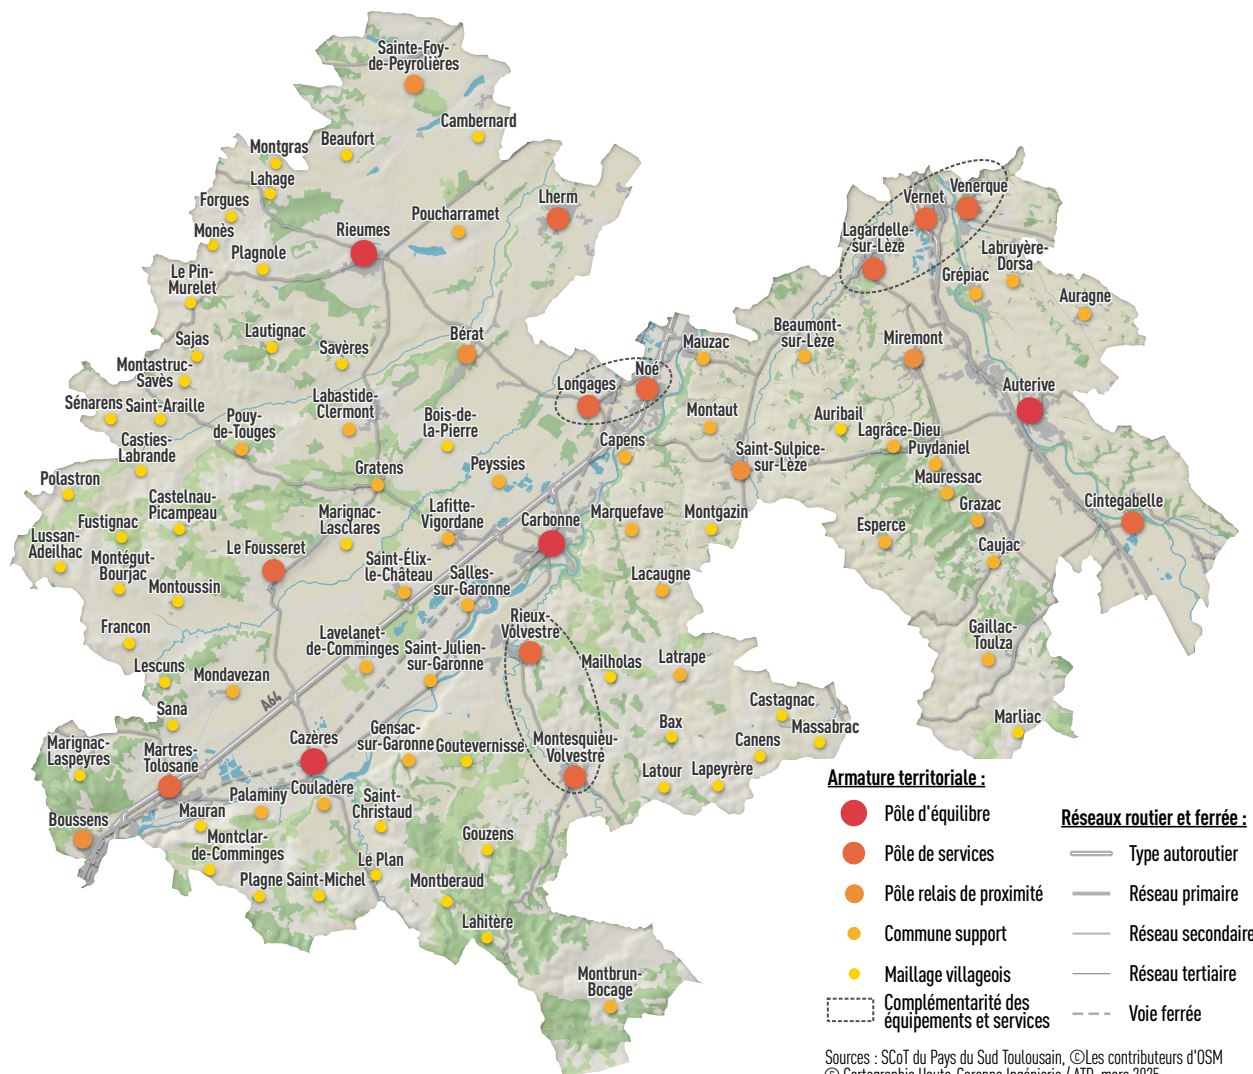 Sainte-Foy-
de-Peyrolières
Cambernard
Beaufort
Montgras
Lahage
Forgues
Monès
Plagnole
Rieumes
Poucharramet
Lherm
Vernet
Venerque
Lagardelle-
sur-Lèze
Labruyère-
Dorsa
Grépiac
Auragne
Le Pin-
Murelet
Sajas
Lautignac
Savères
Bérat
Mauzac
Beaumont-
sur-Lèze
Miremont
Montastruc-
Savès
Longages
Noé
Auterive
Sénarens
Saint-Araille
Pouy-
de-Touges
Labastide-
Clermont
Bois-de-
la-Pierre
Montaut
Auribail
Lagrâce-Dieu
Puydaniel
Casties-
Labrande
Capens
Saint-Sulpice-
sur-Lèze
Polastron
Gratens
Peyssies
Mauressac
Castelnau-
Picampeau
Fustignac
Marignac-
Lasclares
Lafitte-
Vigordane
Carbonne
Marquefave
Montgazin
Esperce
Grazac
Cintegabelle
Lussan-
Adeilhac
Le Fousseret
Caujac
Montégut-
Bourjac
Montoussin
Saint-Élix-
le-Château
Salles-
sur-Garonne
Lacaugne
Francon
Lavelanet-
de-Comminges
Saint-Julien-
sur-Garonne
Rieux-
Volvestre
Mailholas
Latrape
Gaillac-
Toulza
Lescuns
Mondavezan
Sana
A64
Castagnac
Massabrac
Marliac
Bax
Canens
Marignac-
Laspeyres
Martres-
Tolosane
Cazères
Gensac-
sur-Garonne
Goutevernisse
Montesquieu-
Volvestre
Latour
Lapeyrère
Boussens
Mauran
Palaminy
Couladère
Saint-
Christaud
Montclar-
de-Comminges
Gouzens
Plagne
Saint-Michel
Le Plan
Montberaud
Lahitère
Montbrun-
Bocage
Armature territoriale :
Pôle d'équilibre
Pôle de services
Pôle relais de proximité
Commune support
Maillage villageois
Complémentarité des
équipements et services
Réseaux routier et ferrée :
Type autoroutier
Réseau primaire
Réseau secondaire
Réseau tertiaire
Voie ferrée
Sources : SCoT du Pays du Sud Toulousain, ©Les contributeurs d'OSM
© Cartographie Haute-Garonne Ingénierie / ATD, mars 2025